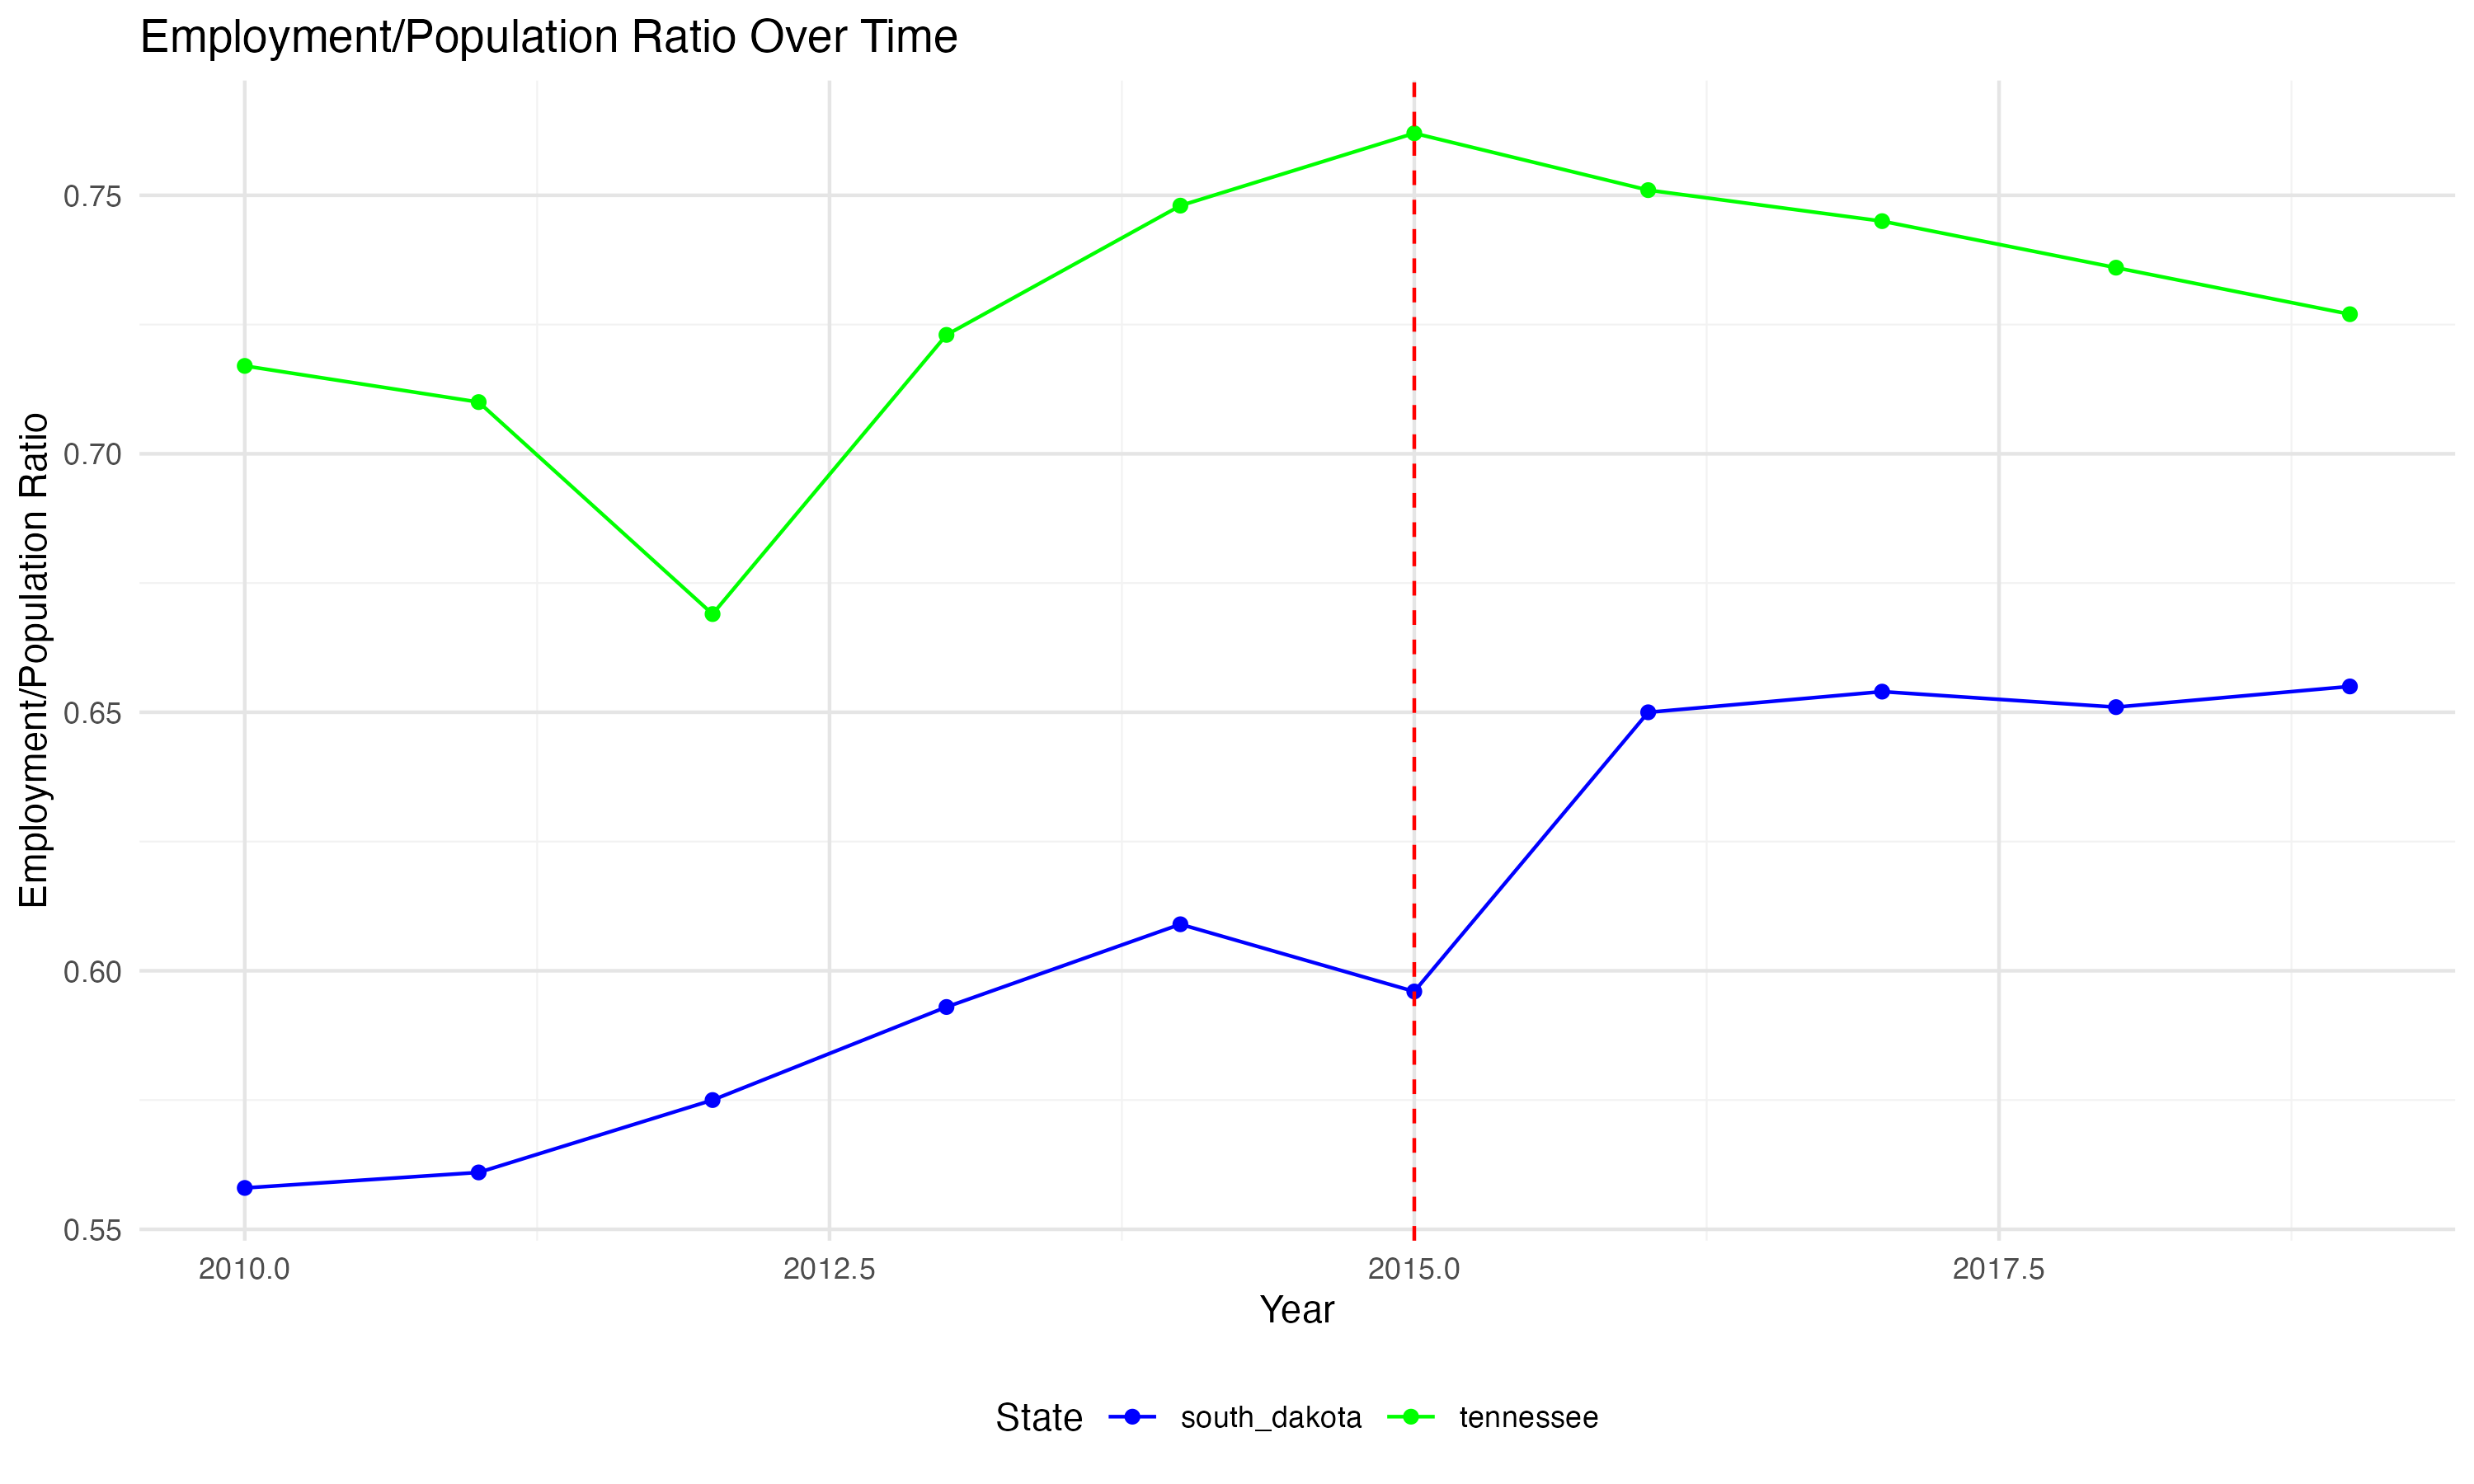 Employment/Population Ratio Over Time
Employment/Population Ratio
0.75
0.70
0.65
0.60
0.55
2010.0 2012.5 2015.0 2017.5
Year
State south_dakota tennessee